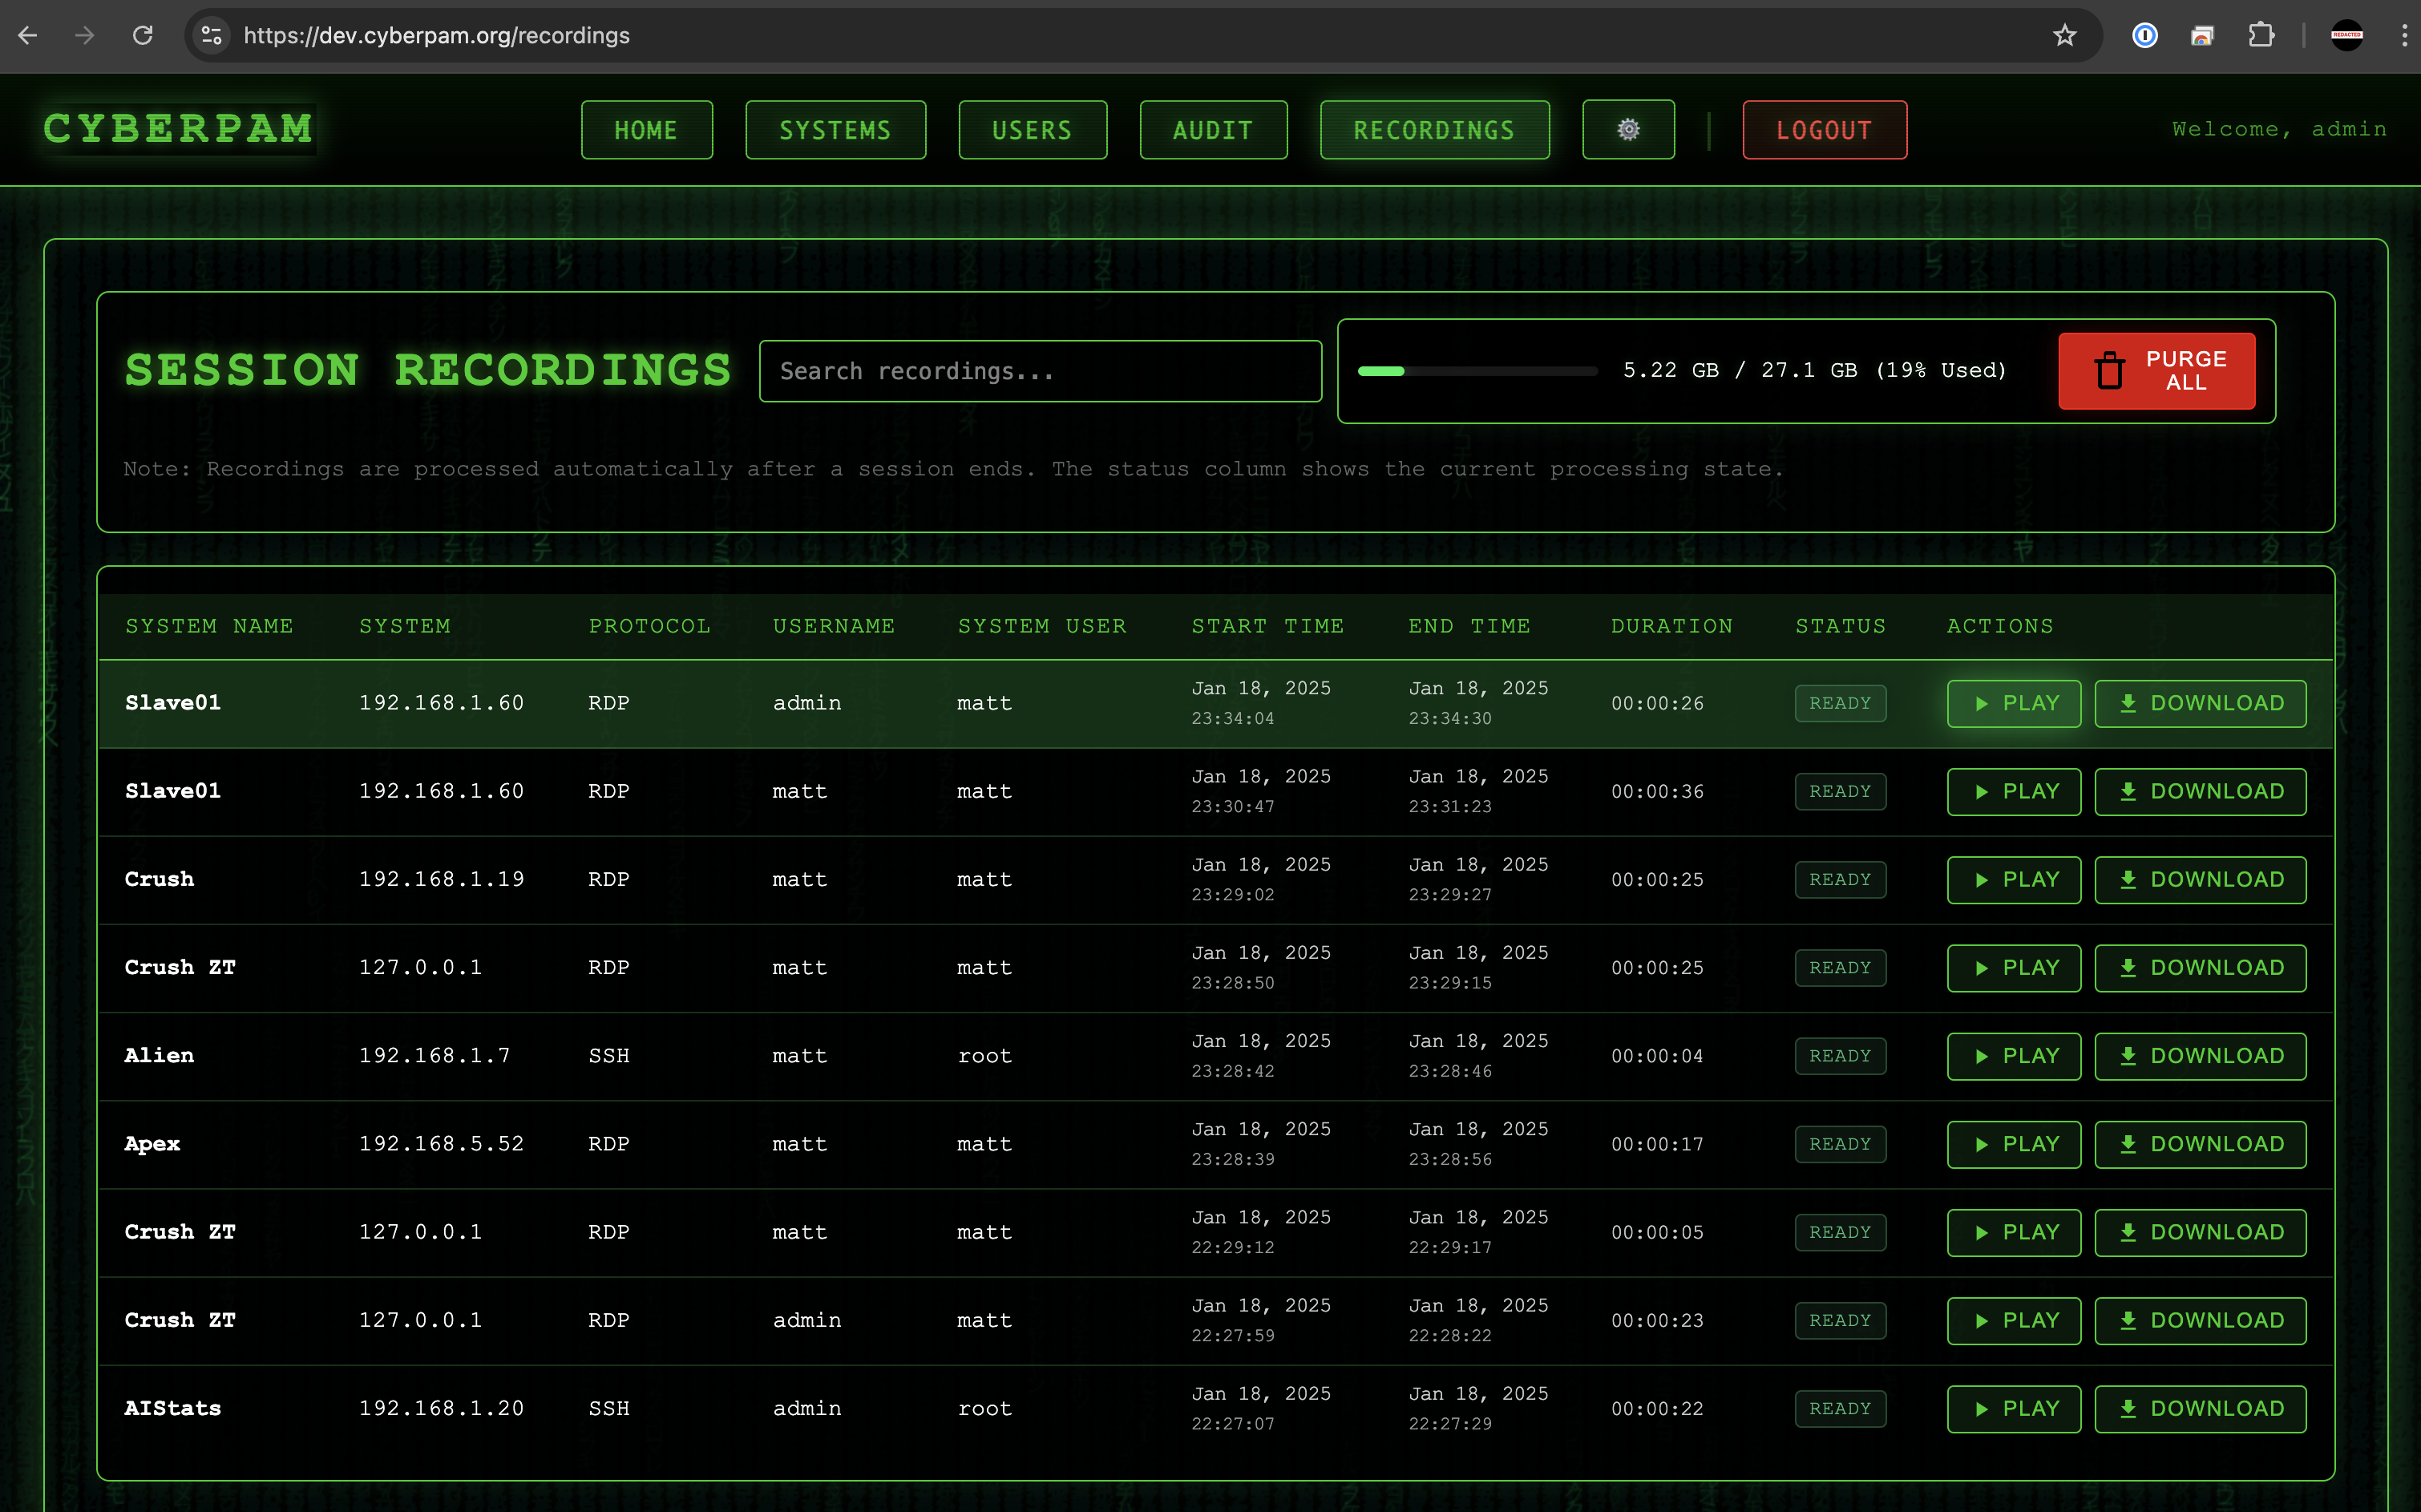 https://dev.cyberpam.org/recordings
REDACTED
CYBERPAM
HOME
SYSTEMS
USERS
AUDIT
RECORDINGS
LOGOUT
Welcome, admin
SESSION RECORDINGS
Search recordings...
5.22 GB / 27.1 GB (19% Used)
PURGE
ALL
Note: Recordings are processed automatically after a session ends. The status column shows the current processing state.
SYSTEM NAME SYSTEM PROTOCOL USERNAME SYSTEM USER START TIME END TIME DURATION STATUS ACTIONS
Slave01 192.168.1.60 RDP admin matt Jan 18, 2025 Jan 18, 2025 00:00:26 READY PLAY DOWNLOAD
23:34:04 23:34:30
Slave01 192.168.1.60 RDP matt matt Jan 18, 2025 Jan 18, 2025 00:00:36 READY PLAY DOWNLOAD
23:30:47 23:31:23
Crush 192.168.1.19 RDP matt matt Jan 18, 2025 Jan 18, 2025 00:00:25 READY PLAY DOWNLOAD
23:29:02 23:29:27
Crush ZT 127.0.0.1 RDP matt matt Jan 18, 2025 Jan 18, 2025 00:00:25 READY PLAY DOWNLOAD
23:28:50 23:29:15
Alien 192.168.1.7 SSH matt root Jan 18, 2025 Jan 18, 2025 00:00:04 READY PLAY DOWNLOAD
23:28:42 23:28:46
Apex 192.168.5.52 RDP matt matt Jan 18, 2025 Jan 18, 2025 00:00:17 READY PLAY DOWNLOAD
23:28:39 23:28:56
Crush ZT 127.0.0.1 RDP matt matt Jan 18, 2025 Jan 18, 2025 00:00:05 READY PLAY DOWNLOAD
22:29:12 22:29:17
Crush ZT 127.0.0.1 RDP admin matt Jan 18, 2025 Jan 18, 2025 00:00:23 READY PLAY DOWNLOAD
22:27:59 22:28:22
AIStats 192.168.1.20 SSH admin root Jan 18, 2025 Jan 18, 2025 00:00:22 READY PLAY DOWNLOAD
22:27:07 22:27:29